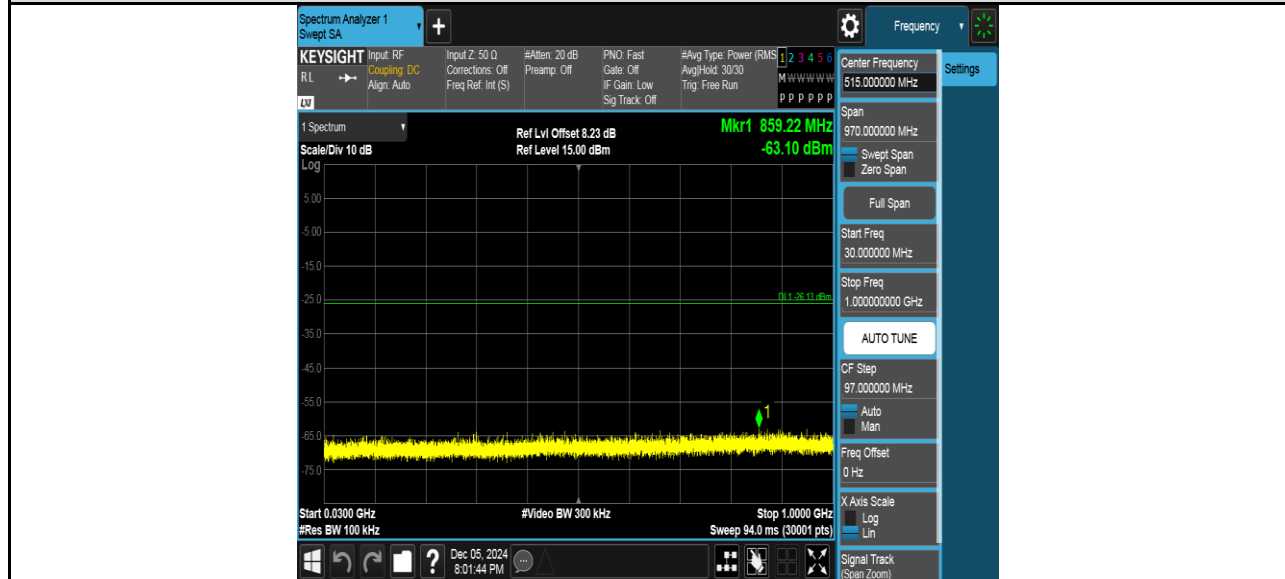 Spectrum Analyzer 1
Swept SA
+
Frequency
KEYSIGHT
RL
LXI
Input: RF
Coupling: DC
Align: Auto
Input Z: 50 Ω
Corrections: Off
Freq Ref: Int (S)
#Atten: 20 dB
Preamp: Off
PNO: Fast
Gate: Off
IF Gain: Low
Sig Track: Off
#Avg Type: Power (RMS
Avg|Hold: 30/30
Trig: Free Run
1 2 3 4 5 6
M W W W W W
P P P P P P
Center Frequency
515.000000 MHz
Settings
1 Spectrum
Scale/Div 10 dB
Ref Lvl Offset 8.23 dB
Ref Level 15.00 dBm
Mkr1 859.22 MHz
-63.10 dBm
Log
5.00
-5.00
-15.0
-25.0
DL1 -26.13 dBm
-35.0
-45.0
-55.0
1
-65.0
-75.0
Start 0.0300 GHz
#Video BW 300 kHz
Stop 1.0000 GHz
#Res BW 100 kHz
Sweep 94.0 ms (30001 pts)
Span
970.000000 MHz
Swept Span
Zero Span
Full Span
Start Freq
30.000000 MHz
Stop Freq
1.000000000 GHz
AUTO TUNE
CF Step
97.000000 MHz
Auto
Man
Freq Offset
0 Hz
X Axis Scale
Log
Lin
Signal Track
(Span Zoom)
?
Dec 05, 2024
8:01:44 PM